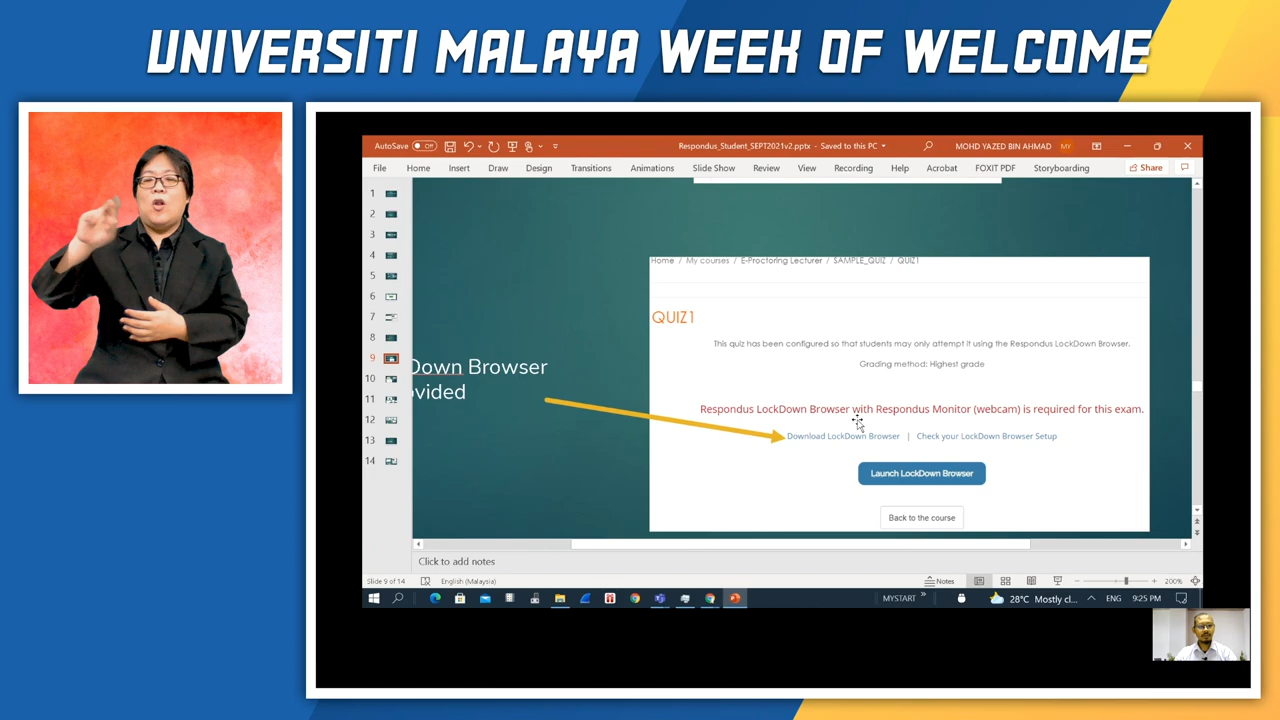 UNIVERSITI MALAYA WEEK OF WELCOME
AutoSave Off
Respondus_Student_SEPT2021v2.pptx - Saved to this PC
MOHD YAZED BIN AHMAD MY
File Home Insert Draw Design Transitions Animations Slide Show Review View Recording Help Acrobat FOXIT PDF Storyboarding Share
1
2
3
4
5
6
7
8
9
10
11
12
13
14
Down Browser
ovided
Home / My courses / E-Proctoring Lecturer / SAMPLE_QUIZ / QUIZ1
QUIZ1
This quiz has been configured so that students may only attempt it using the Respondus LockDown Browser.
Grading method: Highest grade
Respondus LockDown Browser with Respondus Monitor (webcam) is required for this exam.
Download LockDown Browser | Check your LockDown Browser Setup
Launch LockDown Browser
Back to the course
Click to add notes
Slide 9 of 14 English (Malaysia) Notes 200%
MYSTART » 28°C Mostly cl... ENG 9:25 PM